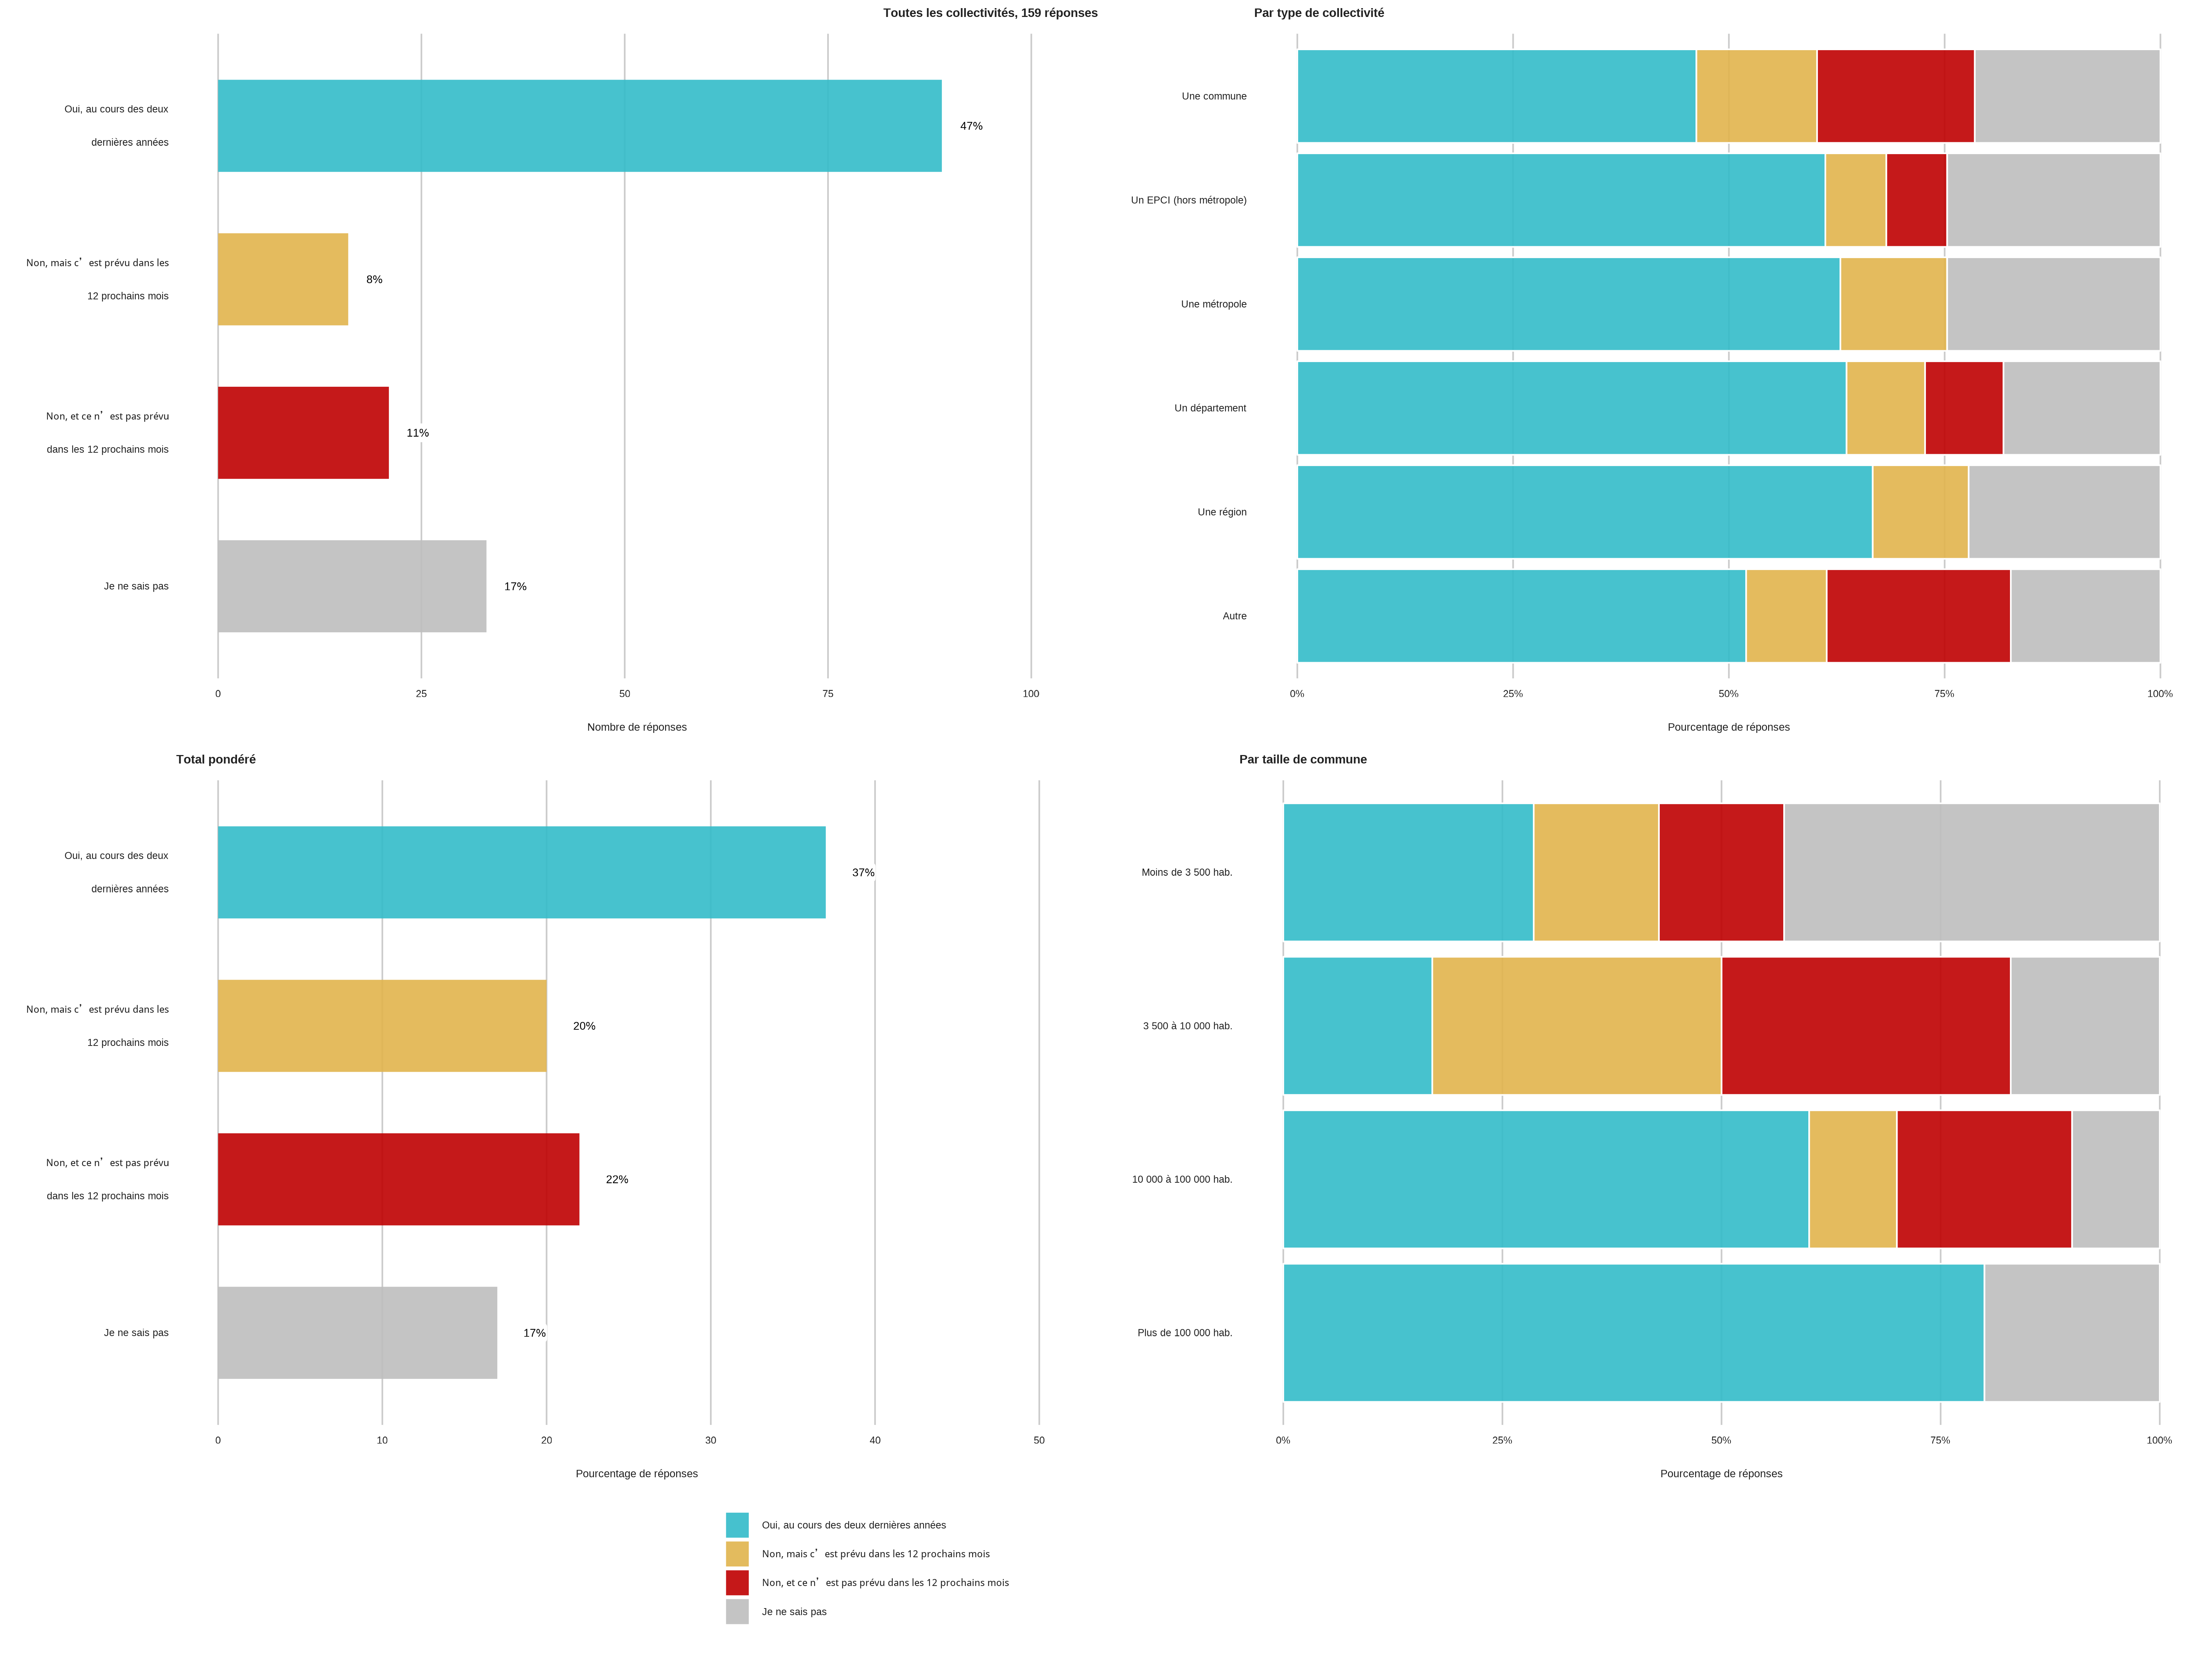 Toutes les collectivités, 159 réponses
Oui, au cours des deux
dernières années
47%
Non, mais c’est prévu dans les
12 prochains mois
8%
Non, et ce n’est pas prévu
dans les 12 prochains mois
11%
Je ne sais pas
17%
0 25 50 75 100
Nombre de réponses
Par type de collectivité
Une commune
Un EPCI (hors métropole)
Une métropole
Un département
Une région
Autre
0% 25% 50% 75% 100%
Pourcentage de réponses
Total pondéré
Oui, au cours des deux
dernières années
37%
Non, mais c’est prévu dans les
12 prochains mois
20%
Non, et ce n’est pas prévu
dans les 12 prochains mois
22%
Je ne sais pas
17%
0 10 20 30 40 50
Pourcentage de réponses
Par taille de commune
Moins de 3 500 hab.
3 500 à 10 000 hab.
10 000 à 100 000 hab.
Plus de 100 000 hab.
0% 25% 50% 75% 100%
Pourcentage de réponses
Oui, au cours des deux dernières années
Non, mais c’est prévu dans les 12 prochains mois
Non, et ce n’est pas prévu dans les 12 prochains mois
Je ne sais pas